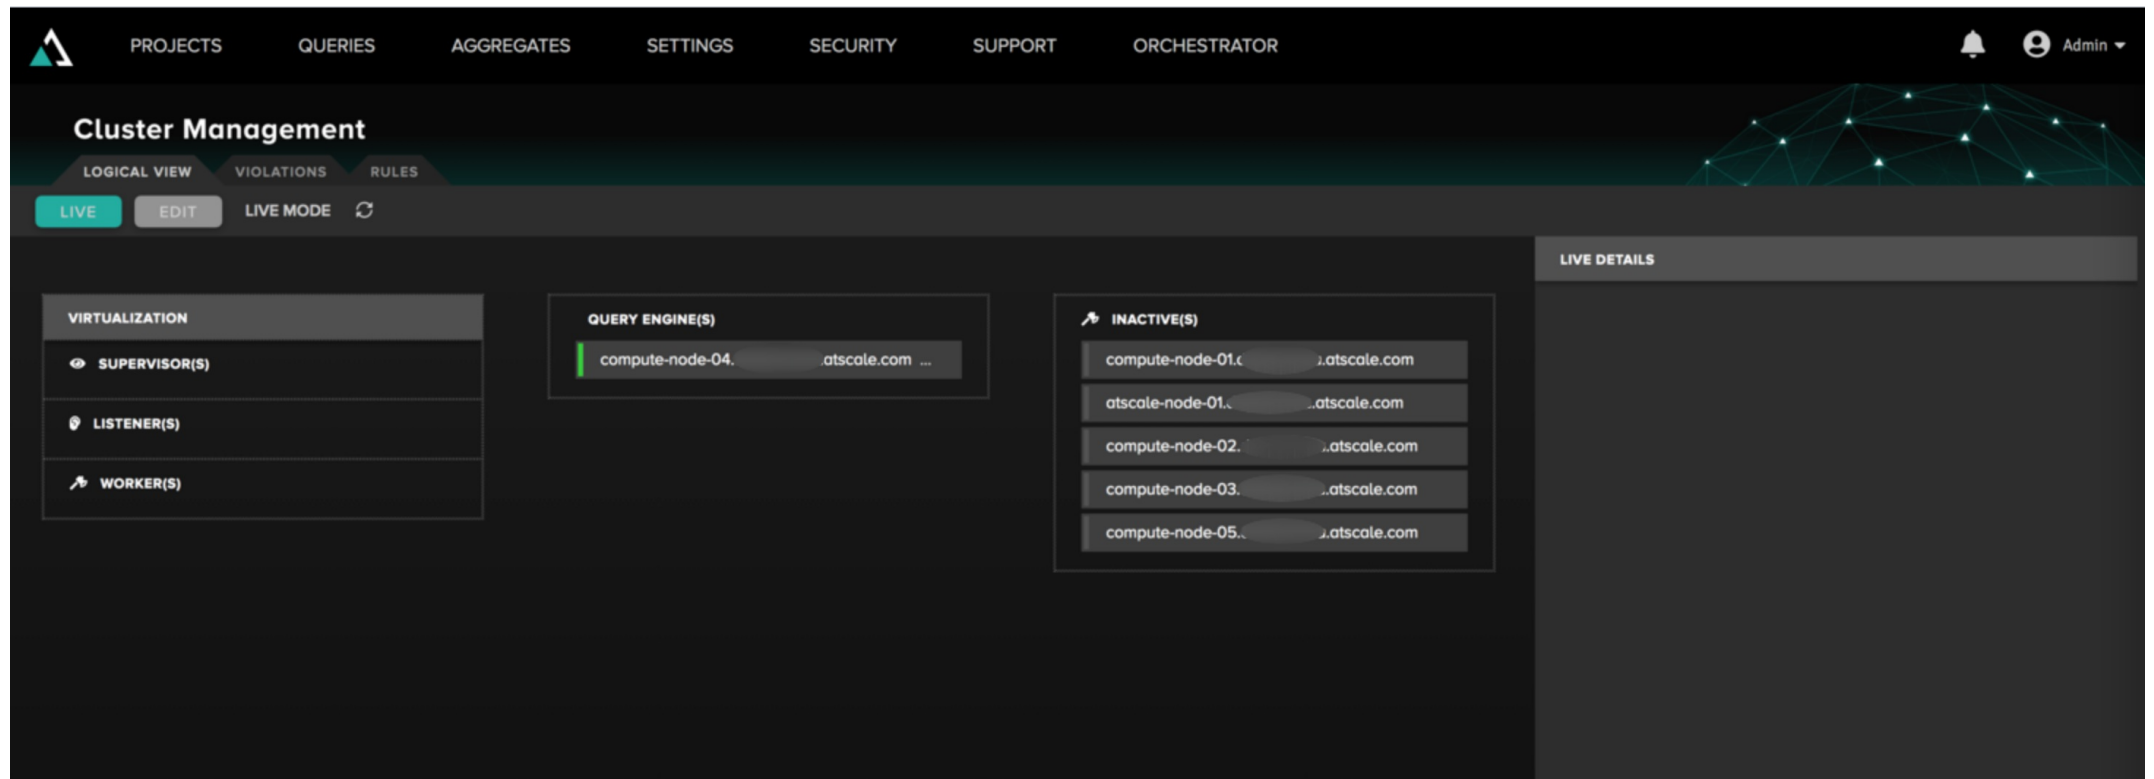 PROJECTS QUERIES AGGREGATES SETTINGS SECURITY SUPPORT ORCHESTRATOR Admin
Cluster Management
LOGICAL VIEW VIOLATIONS RULES
LIVE EDIT LIVE MODE
LIVE DETAILS
VIRTUALIZATION
SUPERVISOR(S)
LISTENER(S)
WORKER(S)
QUERY ENGINE(S)
compute-node-04. .atscale.com ...
INACTIVE(S)
compute-node-01. .atscale.com
atscale-node-01. .atscale.com
compute-node-02. .atscale.com
compute-node-03. .atscale.com
compute-node-05. .atscale.com